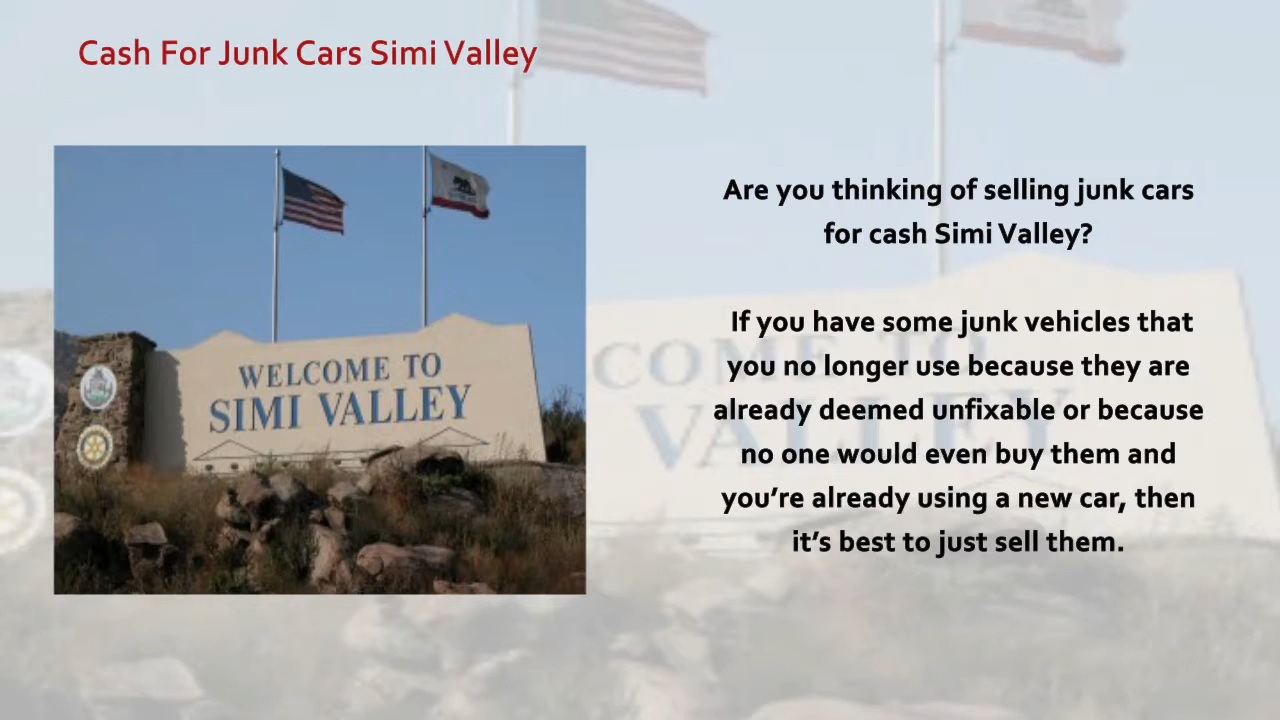 Cash For Junk Cars Simi Valley
WELCOME TO
SIMI VALLEY
Are you thinking of selling junk cars
for cash Simi Valley?
If you have some junk vehicles that
you no longer use because they are
already deemed unfixable or because
no one would even buy them and
you're already using a new car, then
it's best to just sell them.